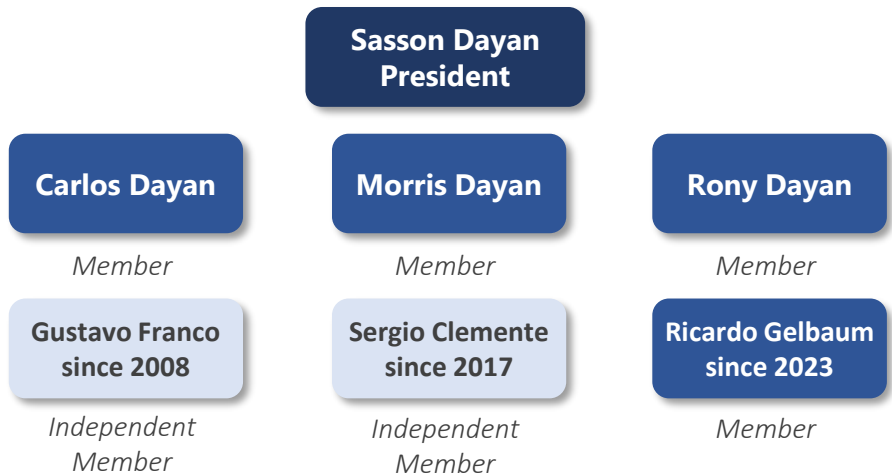 Sasson Dayan
President
Carlos Dayan
Morris Dayan
Rony Dayan
Member
Member
Member
Gustavo Franco
since 2008
Sergio Clemente
since 2017
Ricardo Gelbaum
since 2023
Independent
Member
Independent
Member
Member